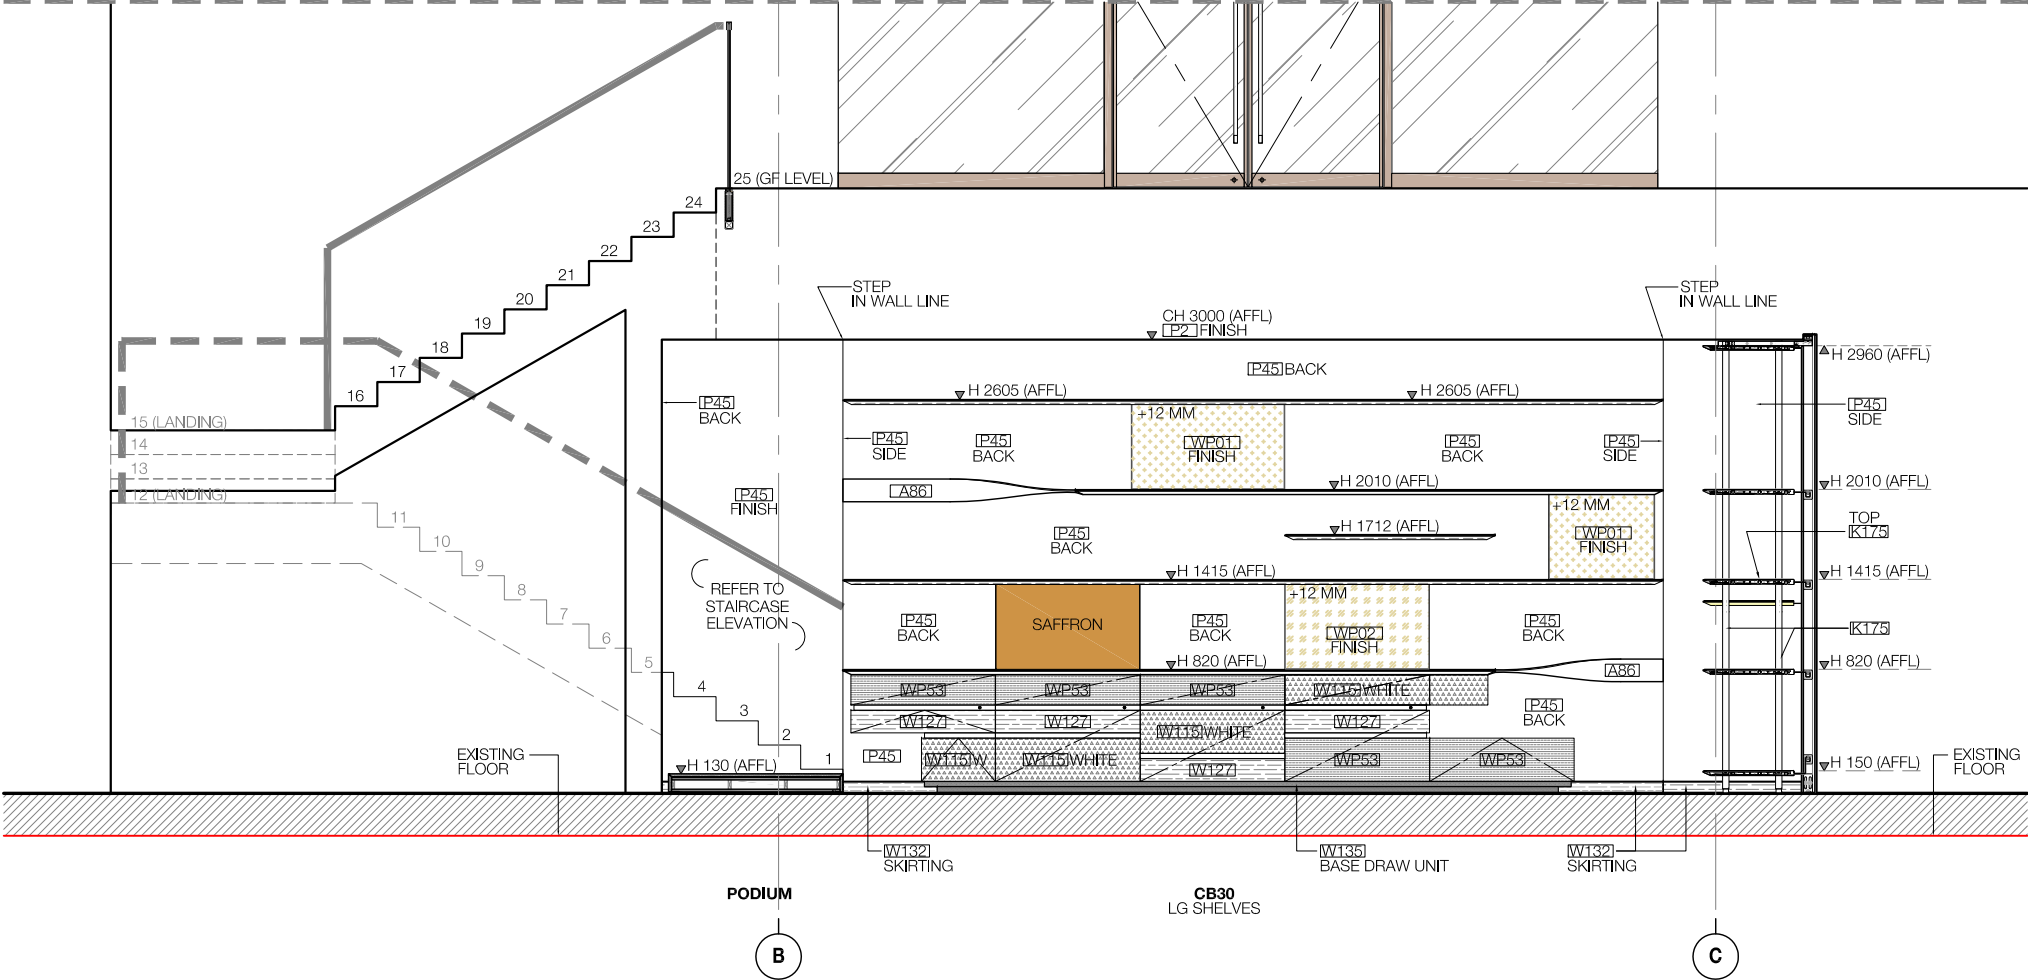 25 (GF LEVEL)
24
23
22
21
20
19
18
17
16
15 (LANDING)
14
13
12 (LANDING)
11
10
9
8
7
6
5
4
3
2
1
STEP
IN WALL LINE
STEP
IN WALL LINE
CH 3000 (AFFL)
P2 FINISH
P45 BACK
H 2960 (AFFL)
H 2605 (AFFL)
H 2605 (AFFL)
P45
BACK
+12 MM
P45
SIDE
P45
SIDE
P45
BACK
WP01
FINISH
P45
BACK
P45
SIDE
A86
H 2010 (AFFL)
H 2010 (AFFL)
P45
FINISH
+12 MM
TOP
K175
H 1712 (AFFL)
P45
BACK
WP01
FINISH
H 1415 (AFFL)
H 1415 (AFFL)
REFER TO
STAIRCASE
ELEVATION
+12 MM
P45
BACK
SAFFRON
P45
BACK
WP02
FINISH
P45
BACK
K175
H 820 (AFFL)
H 820 (AFFL)
A86
WP53
WP53
WP53
W115 WHITE
P45
BACK
W127
W127
W115 WHITE
W127
P45
W115 W
W115 WHITE
W127
WP53
WP53
EXISTING
FLOOR
H 130 (AFFL)
H 150 (AFFL)
EXISTING
FLOOR
W132
SKIRTING
W135
BASE DRAW UNIT
W132
SKIRTING
PODIUM
CB30
LG SHELVES
B
C